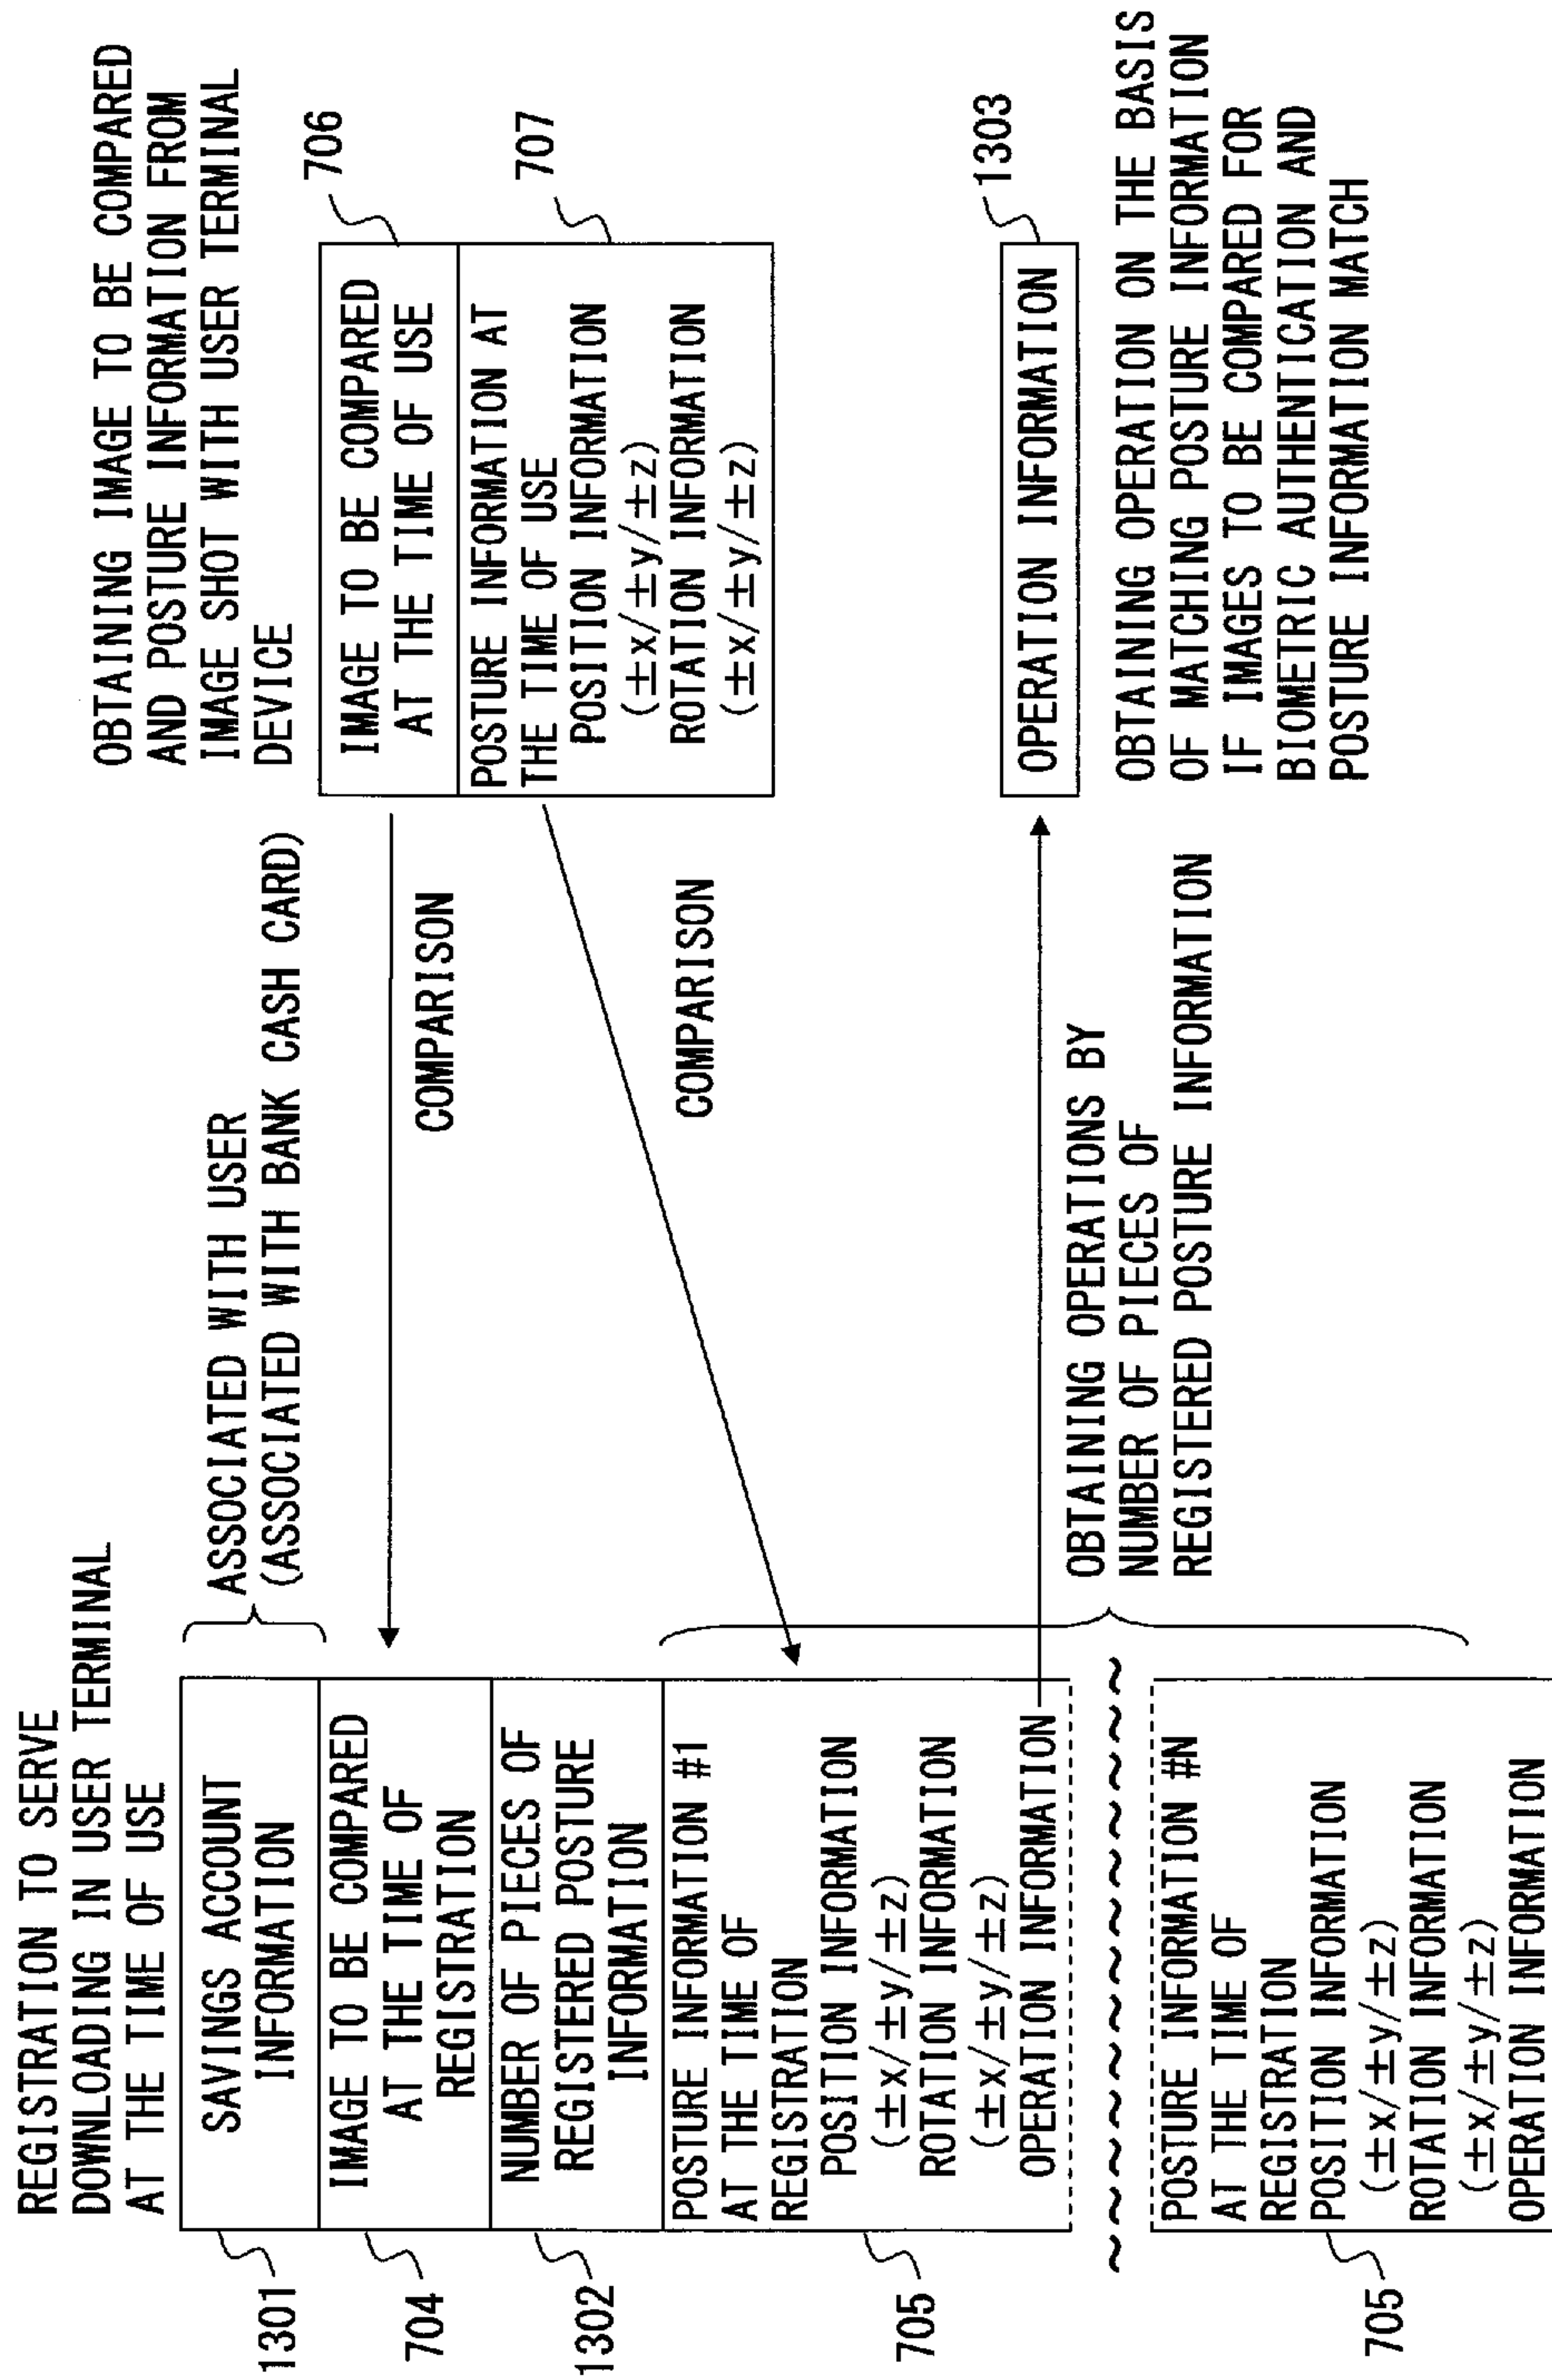 REGISTRATION TO SERVE
DOWNLOADING IN USER TERMINAL
AT THE TIME OF USE
1301
SAVINGS ACCOUNT
INFORMATION
704
IMAGE TO BE COMPARED
AT THE TIME OF
REGISTRATION
1302
NUMBER OF PIECES OF
REGISTERED POSTURE
INFORMATION
705
POSTURE INFORMATION #1
AT THE TIME OF
REGISTRATION
POSITION INFORMATION
(±x/±y/±z)
ROTATION INFORMATION
(±x/±y/±z)
OPERATION INFORMATION
705
POSTURE INFORMATION #N
AT THE TIME OF
REGISTRATION
POSITION INFORMATION
(±x/±y/±z)
ROTATION INFORMATION
(±x/±y/±z)
OPERATION INFORMATION
ASSOCIATED WITH USER
(ASSOCIATED WITH BANK CASH CARD)
COMPARISON
COMPARISON
OBTAINING OPERATIONS BY
NUMBER OF PIECES OF
REGISTERED POSTURE INFORMATION
OBTAINING IMAGE TO BE COMPARED
AND POSTURE INFORMATION FROM
IMAGE SHOT WITH USER TERMINAL
DEVICE
706
IMAGE TO BE COMPARED
AT THE TIME OF USE
707
POSTURE INFORMATION AT
THE TIME OF USE
POSITION INFORMATION
(±x/±y/±z)
ROTATION INFORMATION
(±x/±y/±z)
1303
OPERATION INFORMATION
OBTAINING OPERATION ON THE BASIS
OF MATCHING POSTURE INFORMATION
IF IMAGES TO BE COMPARED FOR
BIOMETRIC AUTHENTICATION AND
POSTURE INFORMATION MATCH